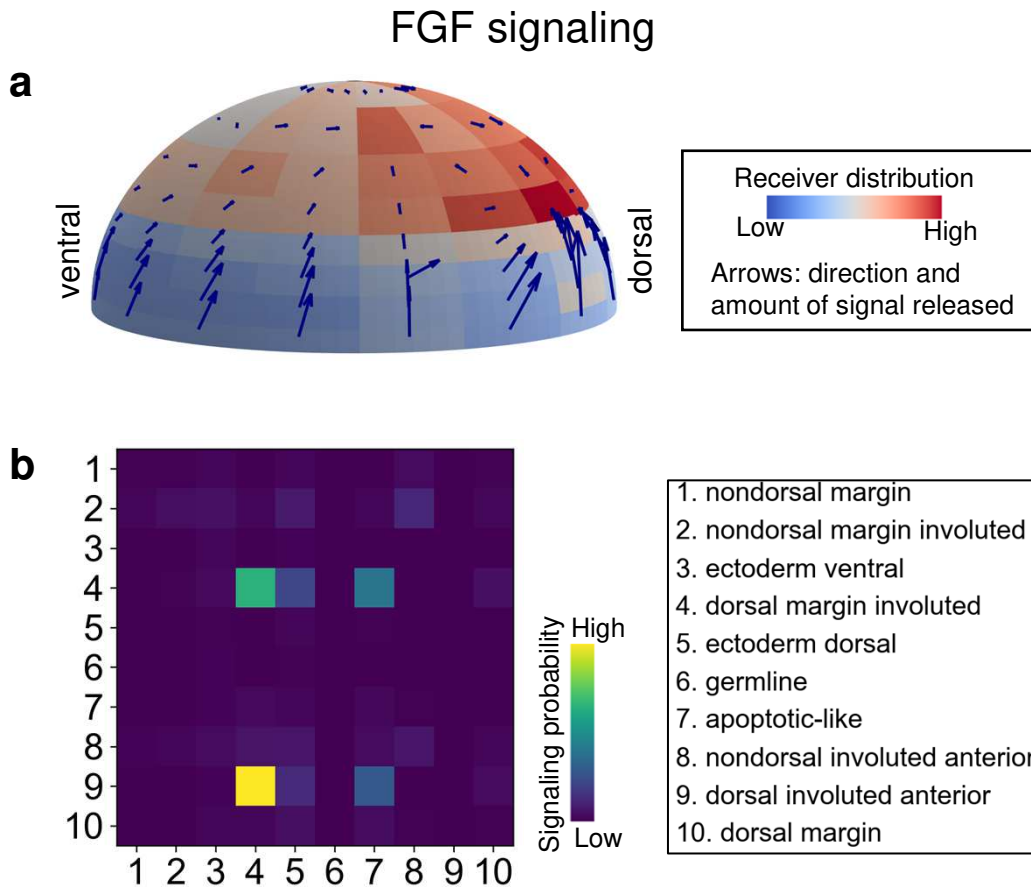 FGF signaling
a
ventral
dorsal
Receiver distribution
Low
High
Arrows: direction and
amount of signal released
b
1
2
3
4
5
6
7
8
9
10
1 2 3 4 5 6 7 8 9 10
Signaling probability
High
Low
1. nondorsal margin
2. nondorsal margin involuted
3. ectoderm ventral
4. dorsal margin involuted
5. ectoderm dorsal
6. germline
7. apoptotic-like
8. nondorsal involuted anterior
9. dorsal involuted anterior
10. dorsal margin